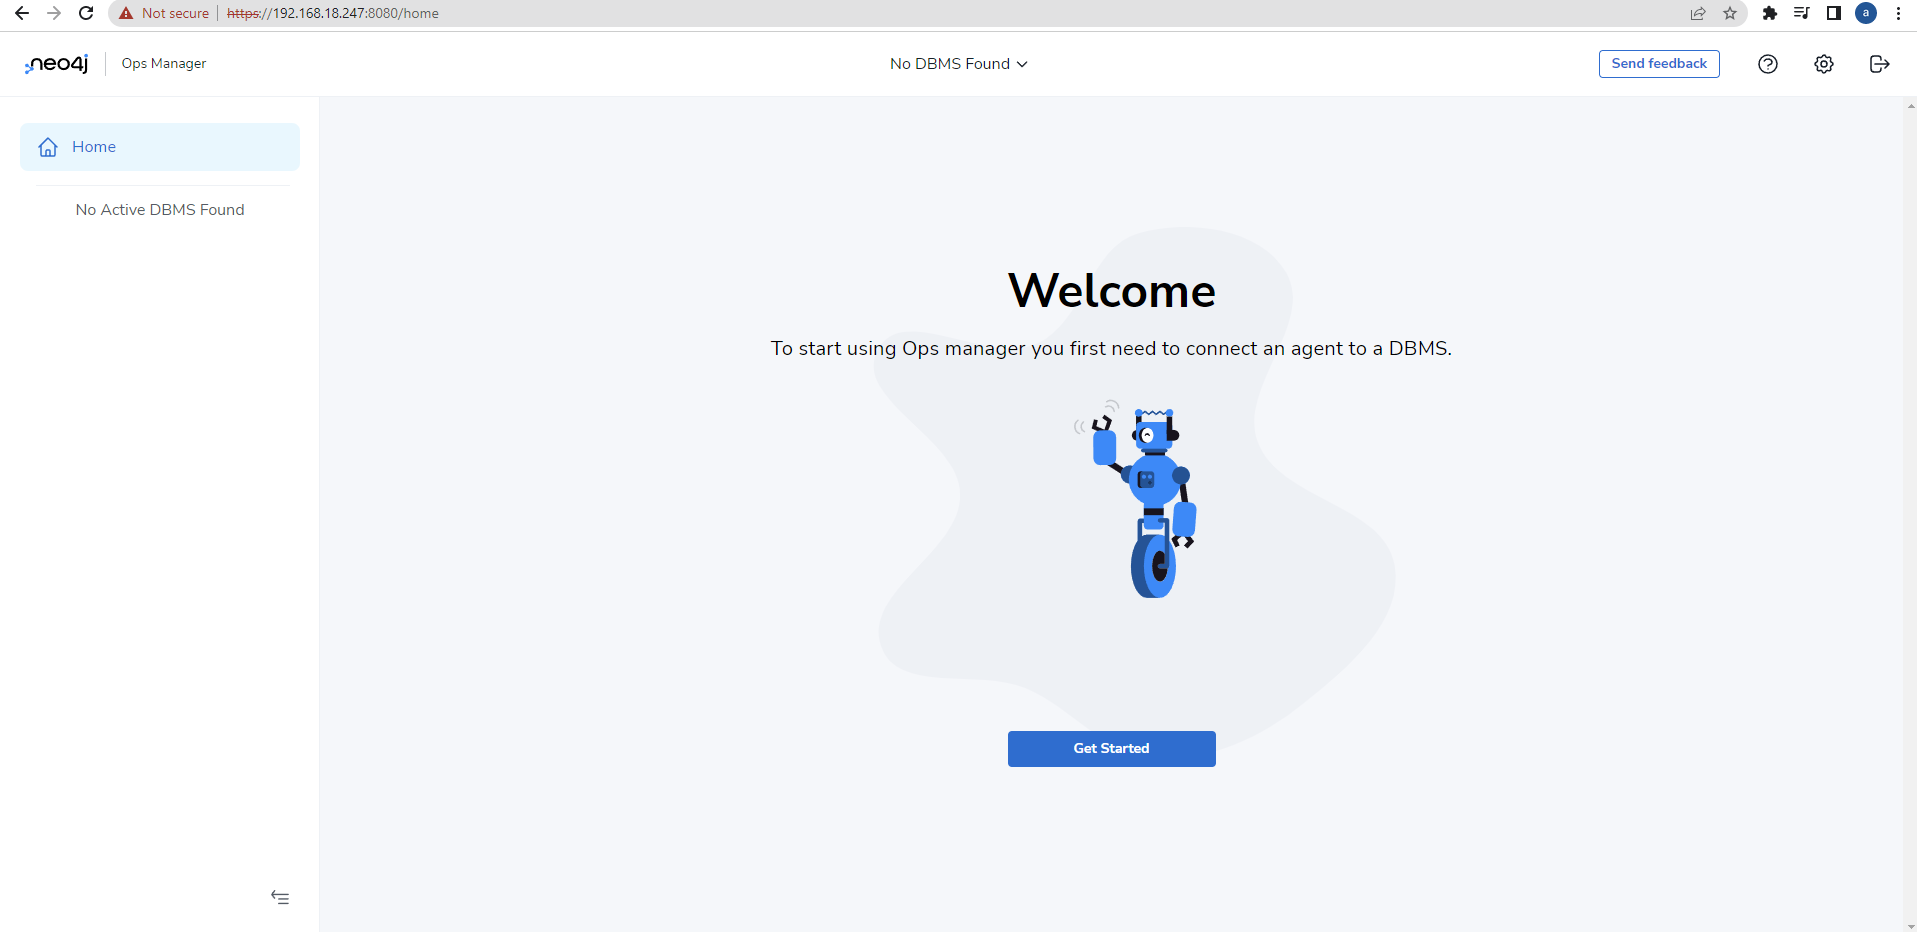 Not secure | https://192.168.18.247:8080/home
a
neo4j
Ops Manager
No DBMS Found
Send feedback
Home
No Active DBMS Found
Welcome
To start using Ops manager you first need to connect an agent to a DBMS.
Get Started